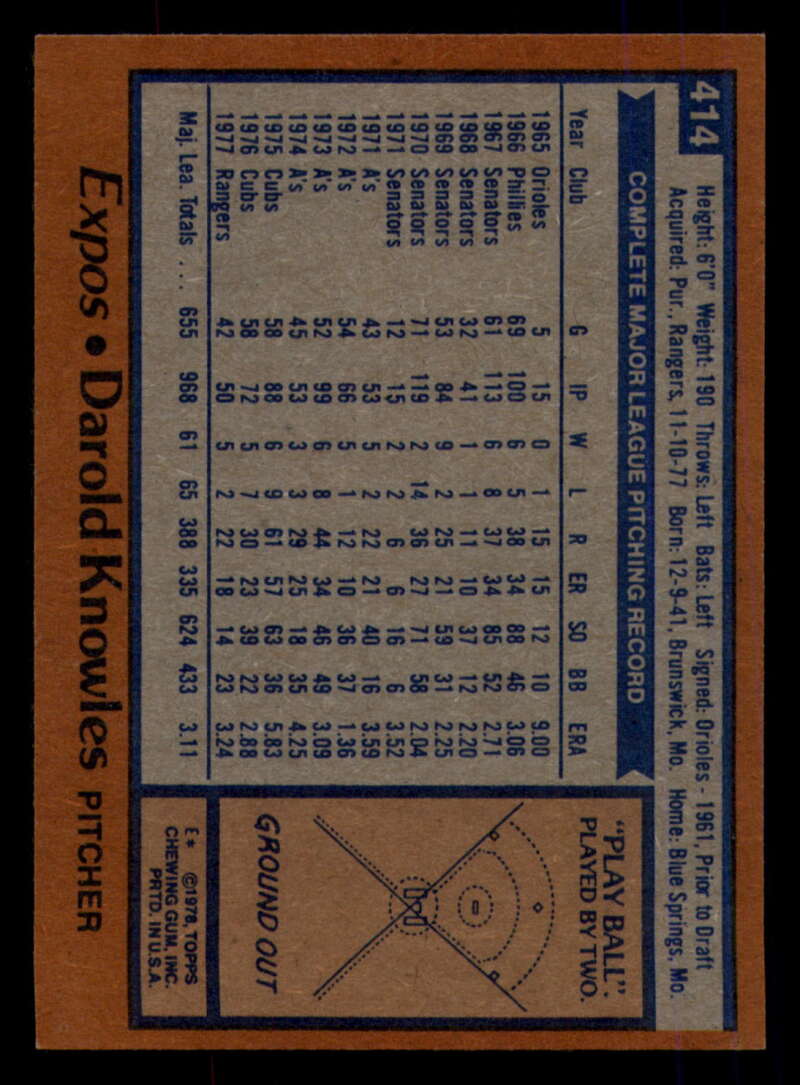 414
Height: 6'0" Weight: 190 Throws: Left Bats: Left Signed: Orioles - 1961, Prior to Draft
Acquired: Pur., Rangers, 11-10-77 Born: 12-9-41, Brunswick, Mo. Home: Blue Springs, Mo.
COMPLETE MAJOR LEAGUE PITCHING RECORD
Year Club G IP W L R ER SO BB ERA
1965 Orioles 5 15 0 1 15 15 12 10 9.00
1966 Phillies 69 100 6 5 38 34 88 46 3.06
1967 Senators 61 113 6 8 37 34 85 52 2.71
1968 Senators 32 41 1 1 11 10 37 12 2.20
1969 Senators 53 84 9 2 25 21 59 31 2.25
1970 Senators 71 119 2 14 36 27 71 58 2.04
1971 Senators 12 15 2 2 6 6 16 6 3.52
1971 A's 43 53 5 2 22 21 40 16 3.59
1972 A's 54 66 5 1 12 10 36 37 1.36
1973 A's 52 99 6 8 44 34 46 49 3.09
1974 A's 45 53 3 3 29 25 18 35 4.25
1975 Cubs 58 88 6 9 61 57 63 36 5.83
1976 Cubs 58 72 5 7 30 23 39 22 2.88
1977 Rangers 42 50 5 2 22 18 14 23 3.24
Maj. Lea. Totals ... 655 968 61 65 388 335 624 433 3.11
"PLAY BALL":
PLAYED BY TWO.
GROUND OUT
E* ©1978, TOPPS
CHEWING GUM, INC.
PRTD. IN U.S.A.
Expos • Darold Knowles PITCHER